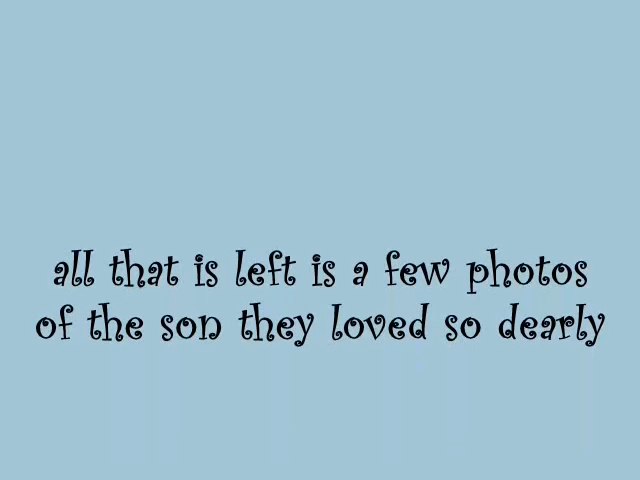 all that is left is a few photos
of the son they loved so dearly